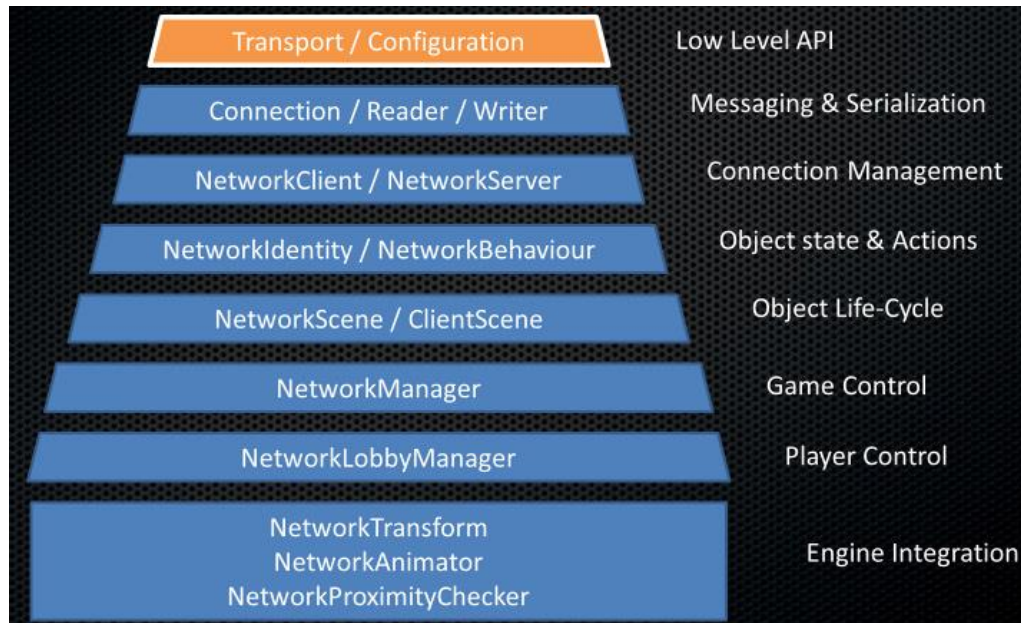 Transport / Configuration
Low Level API
Connection / Reader / Writer
Messaging & Serialization
NetworkClient / NetworkServer
Connection Management
NetworkIdentity / NetworkBehaviour
Object state & Actions
NetworkScene / ClientScene
Object Life-Cycle
NetworkManager
Game Control
NetworkLobbyManager
Player Control
NetworkTransform
NetworkAnimator
NetworkProximityChecker
Engine Integration